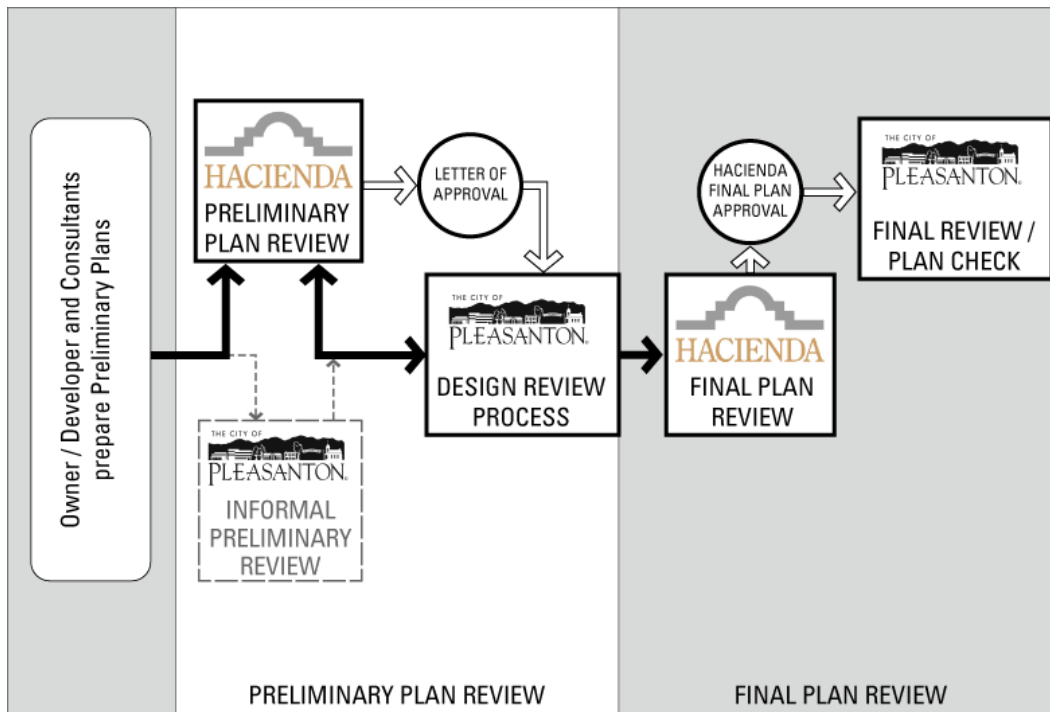 Owner / Developer and Consultants
prepare Preliminary Plans
HACIENDA
PRELIMINARY
PLAN REVIEW
LETTER OF
APPROVAL
THE CITY OF
PLEASANTON®
DESIGN REVIEW
PROCESS
THE CITY OF
PLEASANTON®
INFORMAL
PRELIMINARY
REVIEW
PRELIMINARY PLAN REVIEW
HACIENDA
FINAL PLAN
REVIEW
HACIENDA
FINAL PLAN
APPROVAL
THE CITY OF
PLEASANTON®
FINAL REVIEW /
PLAN CHECK
FINAL PLAN REVIEW